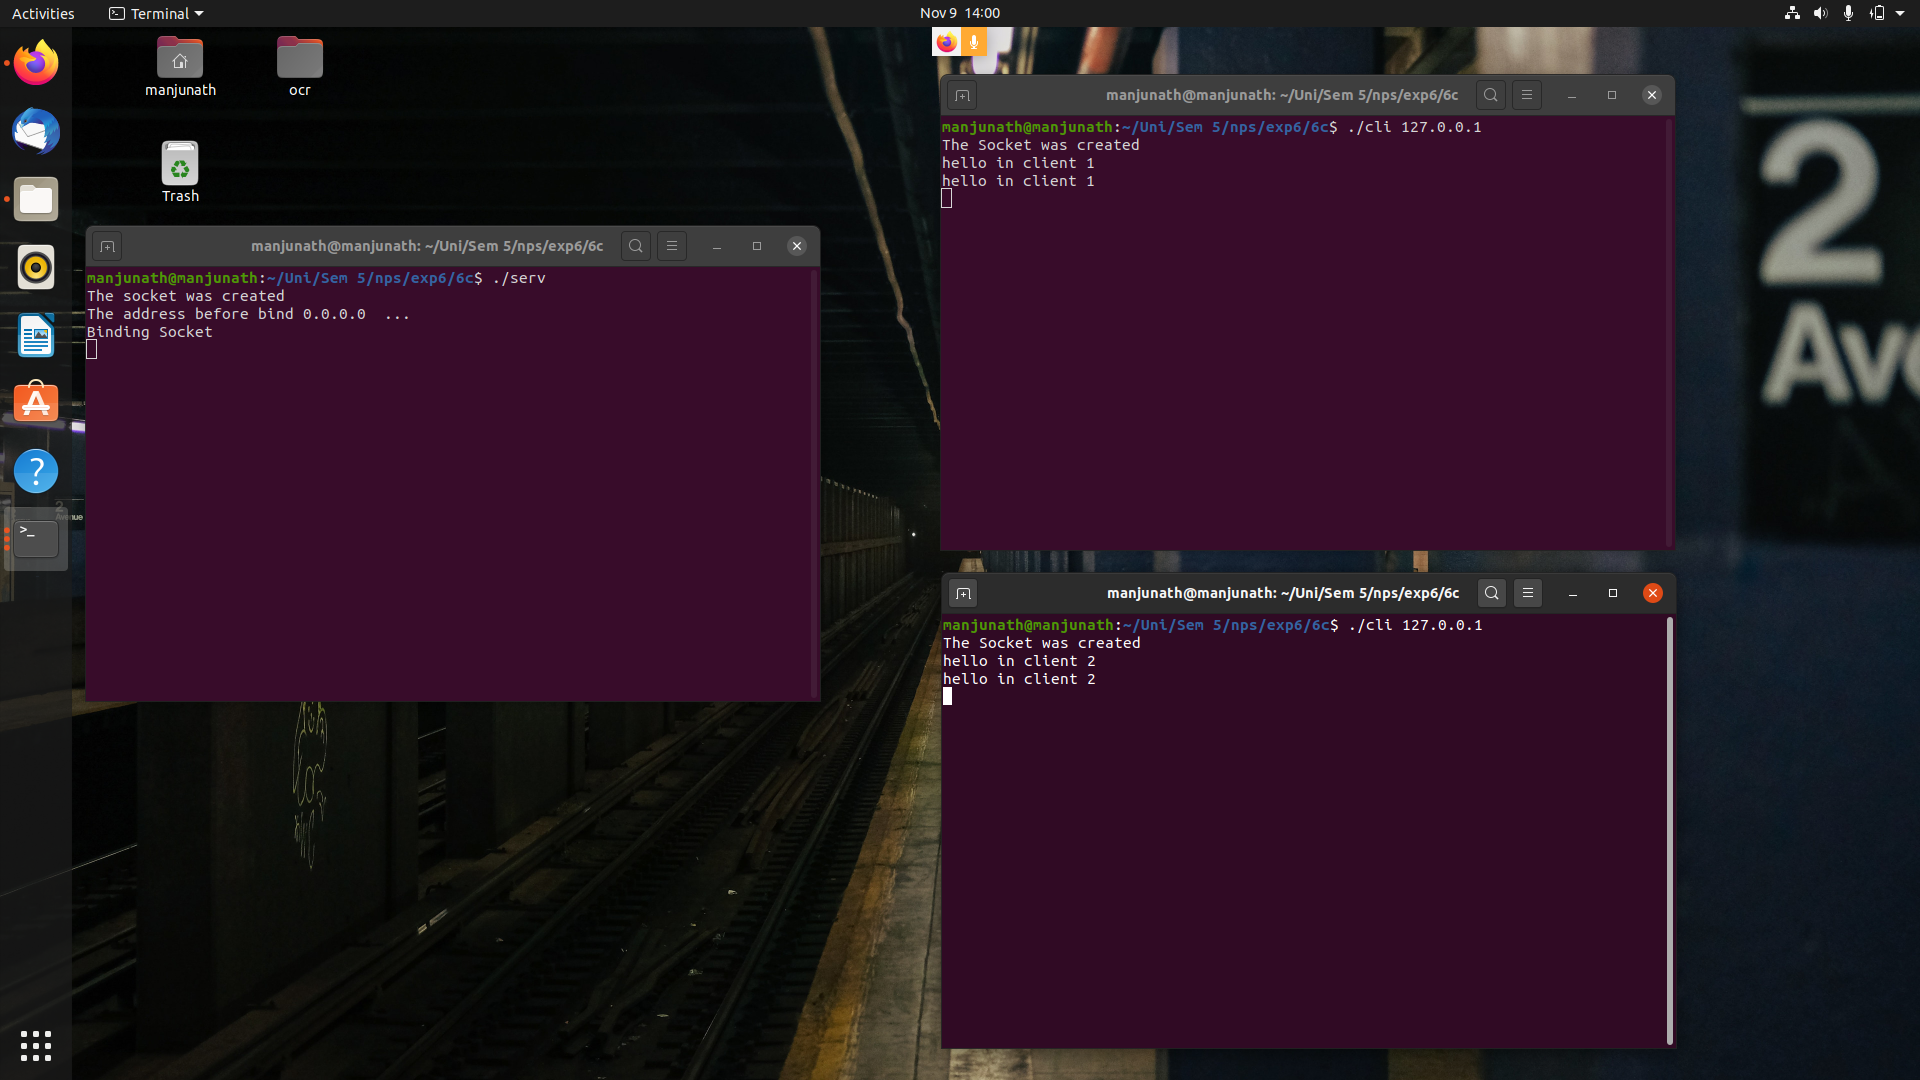 Activities
Terminal
Nov 9 14:00
manjunath
ocr
Trash
manjunath@manjunath: ~/Uni/Sem 5/nps/exp6/6c
manjunath@manjunath:~/Uni/Sem 5/nps/exp6/6c$ ./serv
The socket was created
The address before bind 0.0.0.0 ...
Binding Socket
manjunath@manjunath: ~/Uni/Sem 5/nps/exp6/6c
manjunath@manjunath:~/Uni/Sem 5/nps/exp6/6c$ ./cli 127.0.0.1
The Socket was created
hello in client 1
hello in client 1
manjunath@manjunath: ~/Uni/Sem 5/nps/exp6/6c
manjunath@manjunath:~/Uni/Sem 5/nps/exp6/6c$ ./cli 127.0.0.1
The Socket was created
hello in client 2
hello in client 2
2
Ave
2
Avenue